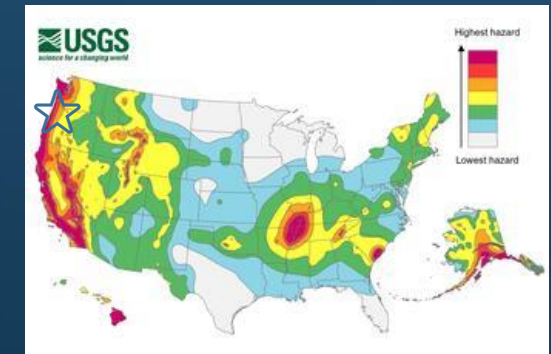 USGS
science for a changing world
Highest hazard
Lowest hazard